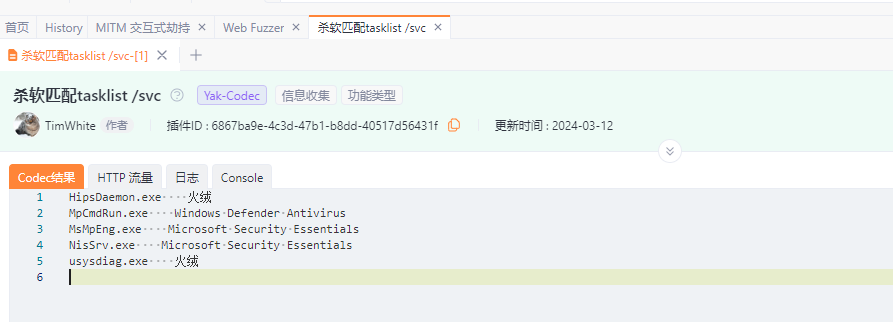 首页 History MITM 交互式劫持 Web Fuzzer 杀软匹配tasklist /svc
杀软匹配tasklist /svc-[1]
杀软匹配tasklist /svc Yak-Codec 信息收集 功能类型
TimWhite 作者 插件ID : 6867ba9e-4c3d-47b1-b8dd-40517d56431f 更新时间 : 2024-03-12
Codec结果 HTTP 流量 日志 Console
1 HipsDaemon.exe····火绒
2 MpCmdRun.exe····Windows·Defender·Antivirus
3 MsMpEng.exe····Microsoft·Security·Essentials
4 NisSrv.exe····Microsoft·Security·Essentials
5 usysdiag.exe····火绒
6